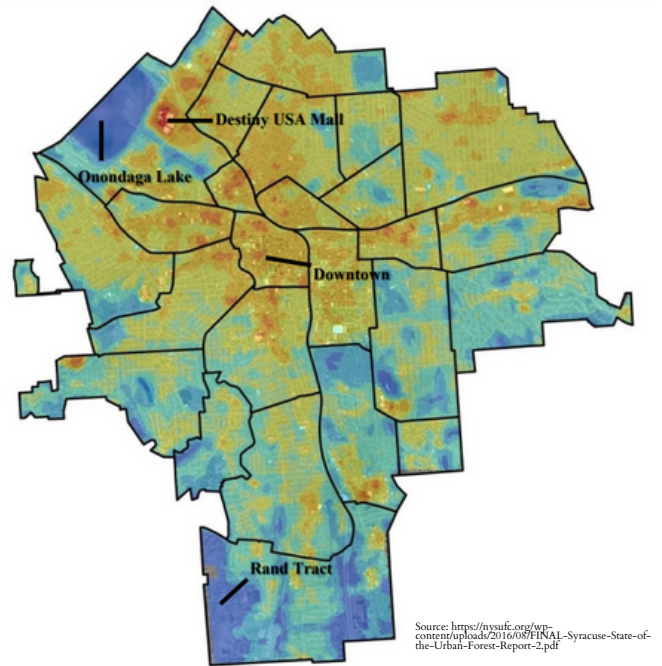 Destiny USA Mall
Onondaga Lake
Downtown
Rand Tract
Source: https://nysufc.org/wp-
content/uploads/2016/08/FINAL-Syracuse-State-of-
the-Urban-Forest-Report-2.pdf